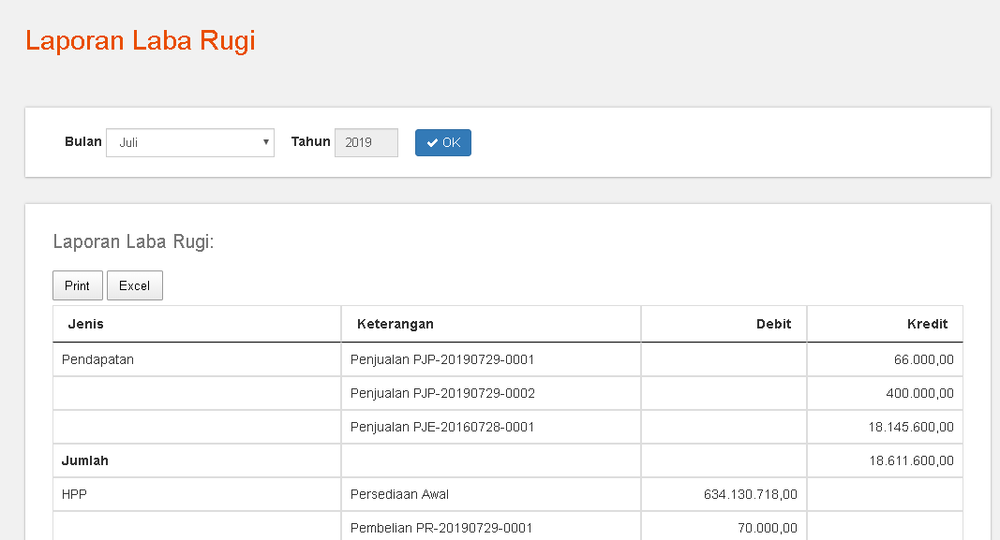 Laporan Laba Rugi
Bulan Juli Tahun 2019 OK
Laporan Laba Rugi:
Print Excel
Jenis Keterangan Debit Kredit
Pendapatan Penjualan PJP-20190729-0001 66.000,00
Penjualan PJP-20190729-0002 400.000,00
Penjualan PJE-20160728-0001 18.145.600,00
Jumlah 18.611.600,00
HPP Persediaan Awal 634.130.718,00
Pembelian PR-20190729-0001 70.000,00